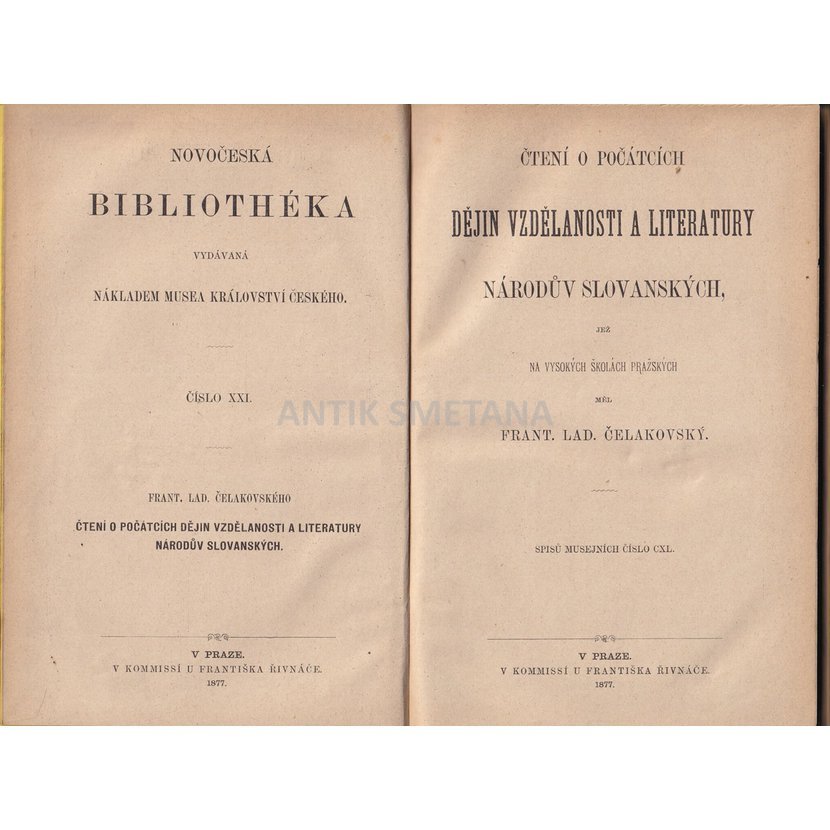 NOVOČESKÁ
BIBLIOTHÉKA
VYDÁVANÁ
NÁKLADEM MUSEA KRÁLOVSTVÍ ČESKÉHO.
ČÍSLO XXI.
FRANT. LAD. ČELAKOVSKÉHO
ČTENÍ O POČÁTCÍCH DĚJIN VZDĚLANOSTI A LITERATURY
NÁRODŮV SLOVANSKÝCH.
V PRAZE.
V KOMMISSÍ U FRANTIŠKA ŘIVNÁČE.
1877.
ČTENÍ O POČÁTCÍCH
DĚJIN VZDĚLANOSTI A LITERATURY
NÁRODŮV SLOVANSKÝCH,
JEŽ
NA VYSOKÝCH ŠKOLÁCH PRAŽSKÝCH
MĚL
FRANT. LAD. ČELAKOVSKÝ.
SPISŮ MUSEJNÍCH ČÍSLO CXL.
V PRAZE.
V KOMMISSÍ U FRANTIŠKA ŘIVNÁČE.
1877.
ANTIK SMETANA